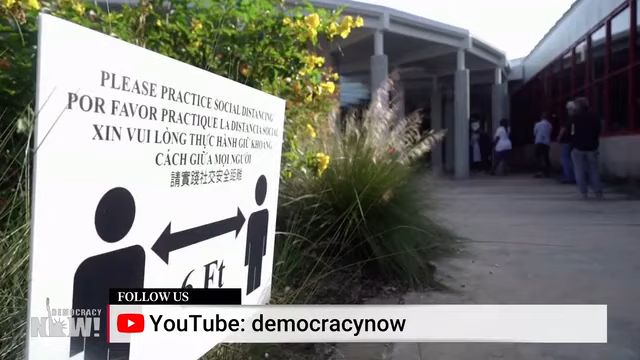 PLEASE PRACTICE SOCIAL DISTANCING
POR FAVOR PRACTIQUE LA DISTANCIA SOCIAL
XIN VUI LÒNG THỰC HÀNH GIỮ KHOẢNG
CÁCH GIỮA MỌI NGƯỜI
請實踐社交安全距離
6 Ft
DEMOCRACY
NOW!
FOLLOW US
YouTube: democracynow